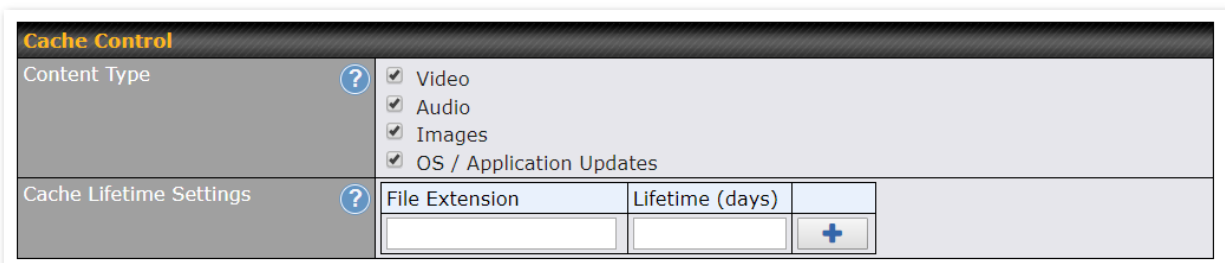 Cache Control
Content Type ?
Video
Audio
Images
OS / Application Updates
Cache Lifetime Settings ?
File Extension Lifetime (days)